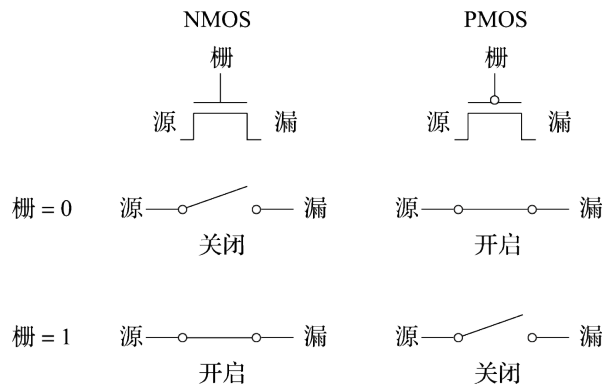 NMOS PMOS
栅 栅
源 漏 源 漏
栅 = 0 源 漏 源 漏
关闭 开启
栅 = 1 源 漏 源 漏
开启 关闭